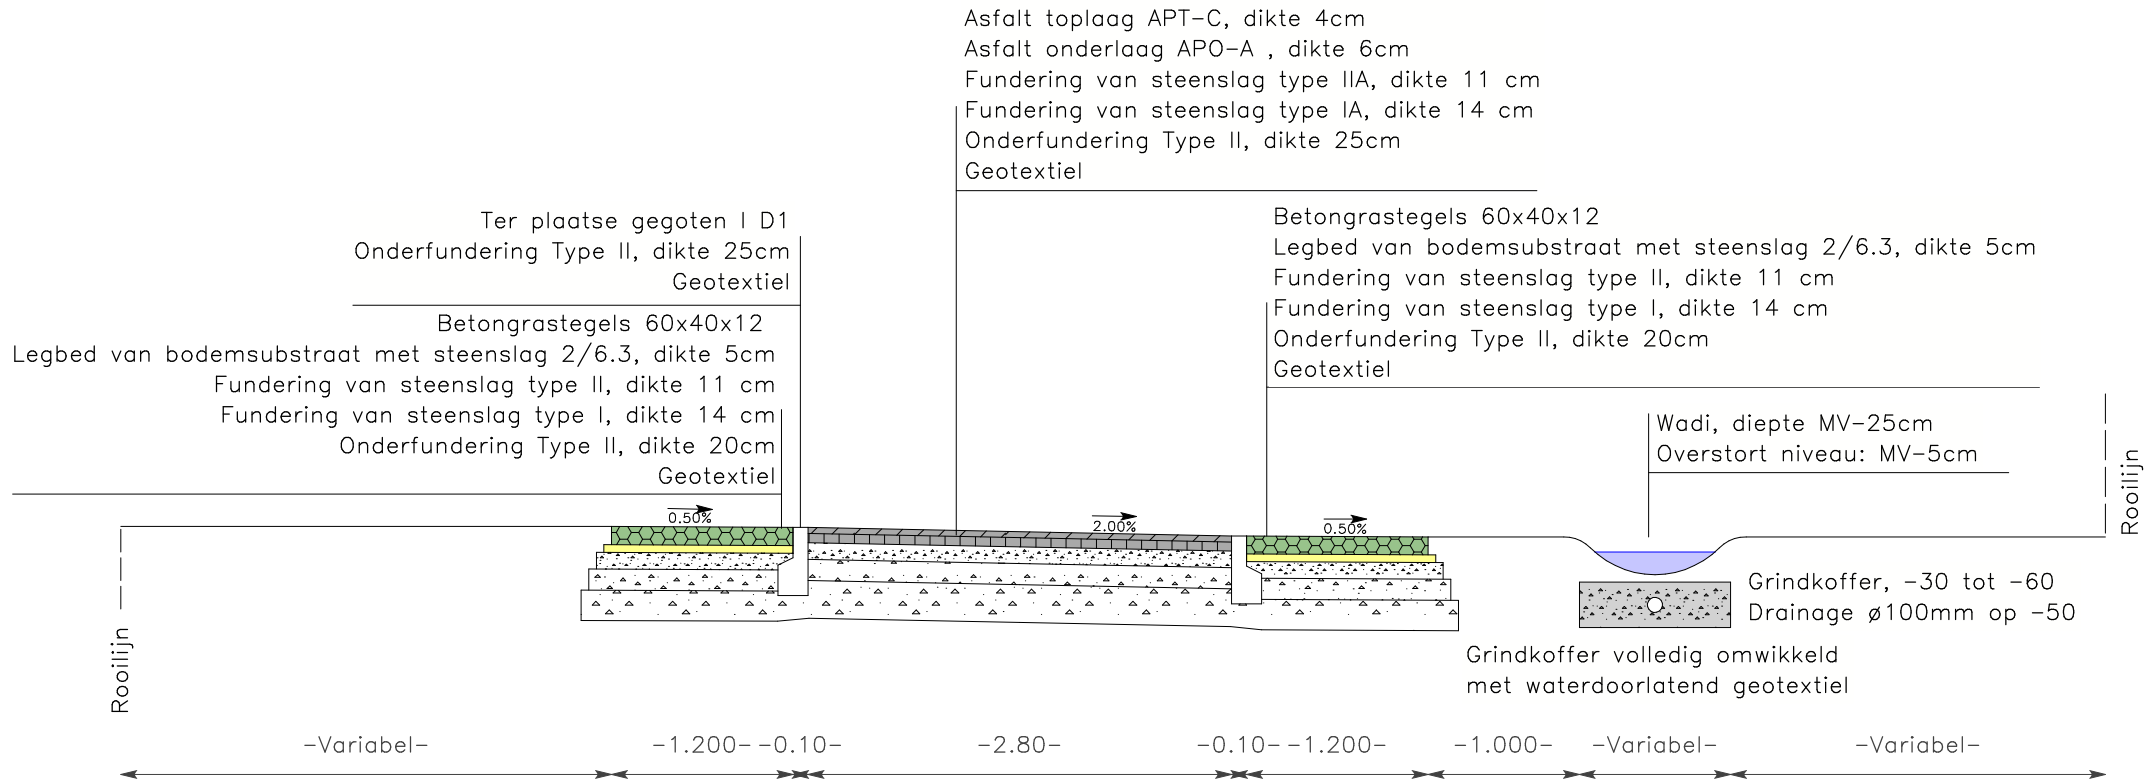 Asfalt toplaag APT-C, dikte 4cm
Asfalt onderlaag APO-A , dikte 6cm
Fundering van steenslag type IIA, dikte 11 cm
Fundering van steenslag type IA, dikte 14 cm
Onderfundering Type II, dikte 25cm
Geotextiel
Ter plaatse gegoten I D1
Onderfundering Type II, dikte 25cm
Geotextiel
Betongrastegels 60x40x12
Legbed van bodemsubstraat met steenslag 2/6.3, dikte 5cm
Fundering van steenslag type II, dikte 11 cm
Fundering van steenslag type I, dikte 14 cm
Onderfundering Type II, dikte 20cm
Geotextiel
Betongrastegels 60x40x12
Legbed van bodemsubstraat met steenslag 2/6.3, dikte 5cm
Fundering van steenslag type II, dikte 11 cm
Fundering van steenslag type I, dikte 14 cm
Onderfundering Type II, dikte 20cm
Geotextiel
Wadi, diepte MV-25cm
Overstort niveau: MV-5cm
Rooilijn
0.50%
2.00%
0.50%
Grindkoffer, -30 tot -60
Drainage ø100mm op -50
Rooilijn
Grindkoffer volledig omwikkeld
met waterdoorlatend geotextiel
-Variabel- -1.200- -0.10- -2.80- -0.10- -1.200- -1.000- -Variabel- -Variabel-